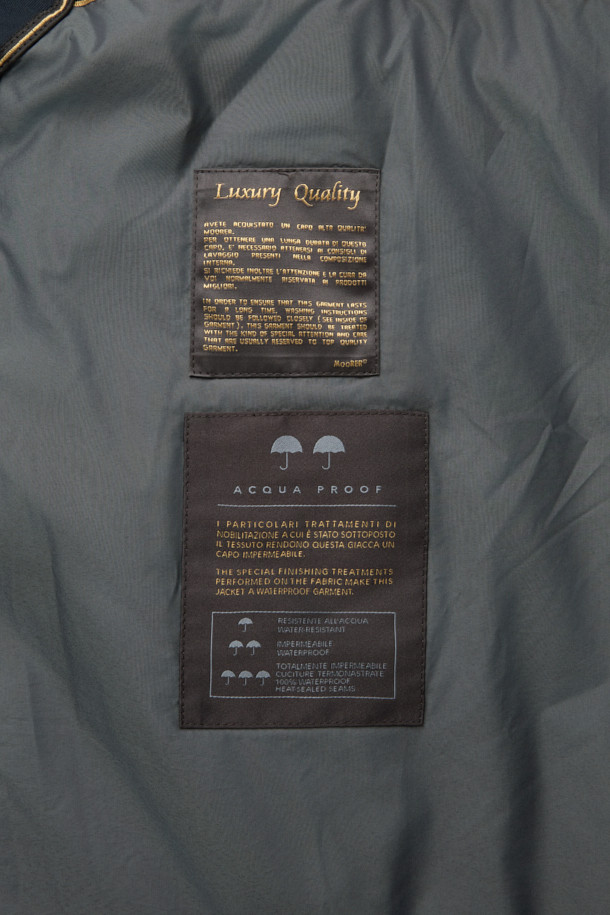 Luxury Quality
AVETE ACQUISTATO UN CAPO ALTA QUALITA'
MOORER.
PER OTTENERE UNA LUNGA DURATA DI QUESTO
CAPO, E' NECESSARIO ATTENERSI AI CONSIGLI DI
LAVAGGIO PRESENTI NELLA COMPOSIZIONE
INTERNA.
SI RICHIEDE INOLTRE L'ATTENZIONE E LA CURA DA
VOI NORMALMENTE RISERVATA AI PRODOTTI
MIGLIORI.
IN ORDER TO ENSURE THAT THIS GARMENT LASTS
FOR A LONG TIME, WASHING INSTRUCTIONS
SHOULD BE FOLLOWED CLOSELY (SEE INSIDE OF
GARMENT). THIS GARMENT SHOULD BE TREATED
WITH THE KIND OF SPECIAL ATTENTION AND CARE
THAT ARE USUALLY RESERVED TO TOP QUALITY
GARMENT.
MOORER®
ACQUA PROOF
I PARTICOLARI TRATTAMENTI DI
NOBILITAZIONE A CUI È STATO SOTTOPOSTO
IL TESSUTO RENDONO QUESTA GIACCA UN
CAPO IMPERMEABILE.
THE SPECIAL FINISHING TREATMENTS
PERFORMED ON THE FABRIC MAKE THIS
JACKET A WATERPROOF GARMENT.
RESISTENTE ALL'ACQUA
WATER-RESISTANT
IMPERMEABILE
WATERPROOF
TOTALMENTE IMPERMEABILE
CUCITURE TERMONASTRATE
100% WATERPROOF
HEAT-SEALED SEAMS